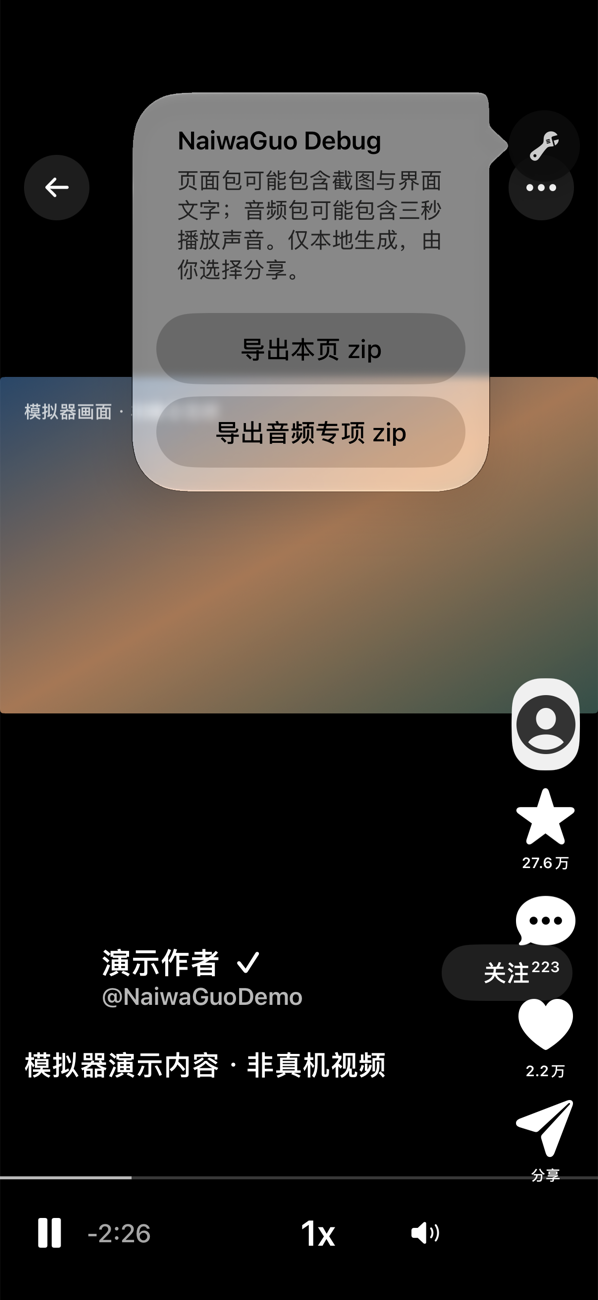 NaiwaGuo Debug
页面包可能包含截图与界面
文字；音频包可能包含三秒
播放声音。仅本地生成，由
你选择分享。
导出本页 zip
模拟器画面 ·
导出音频专项 zip
27.6万
223
关注
演示作者
@NaiwaGuoDemo
2.2万
模拟器演示内容 · 非真机视频
分享
-2:26
1x